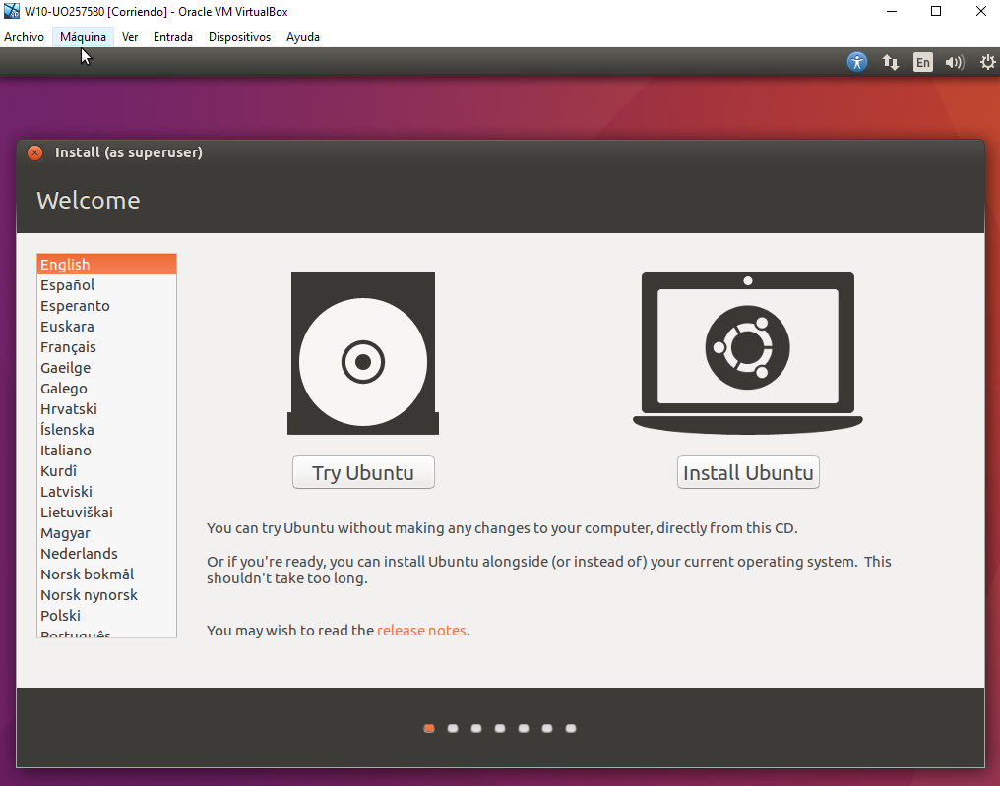 W10-UO257580 [Corriendo] - Oracle VM VirtualBox
Archivo Máquina Ver Entrada Dispositivos Ayuda
En
Install (as superuser)
Welcome
English
Español
Esperanto
Euskara
Français
Gaeilge
Galego
Hrvatski
Íslenska
Italiano
Kurdî
Latviski
Lietuviškai
Magyar
Nederlands
Norsk bokmål
Norsk nynorsk
Polski
Português
Try Ubuntu
Install Ubuntu
You can try Ubuntu without making any changes to your computer, directly from this CD.
Or if you're ready, you can install Ubuntu alongside (or instead of) your current operating system. This
shouldn't take too long.
You may wish to read the release notes.